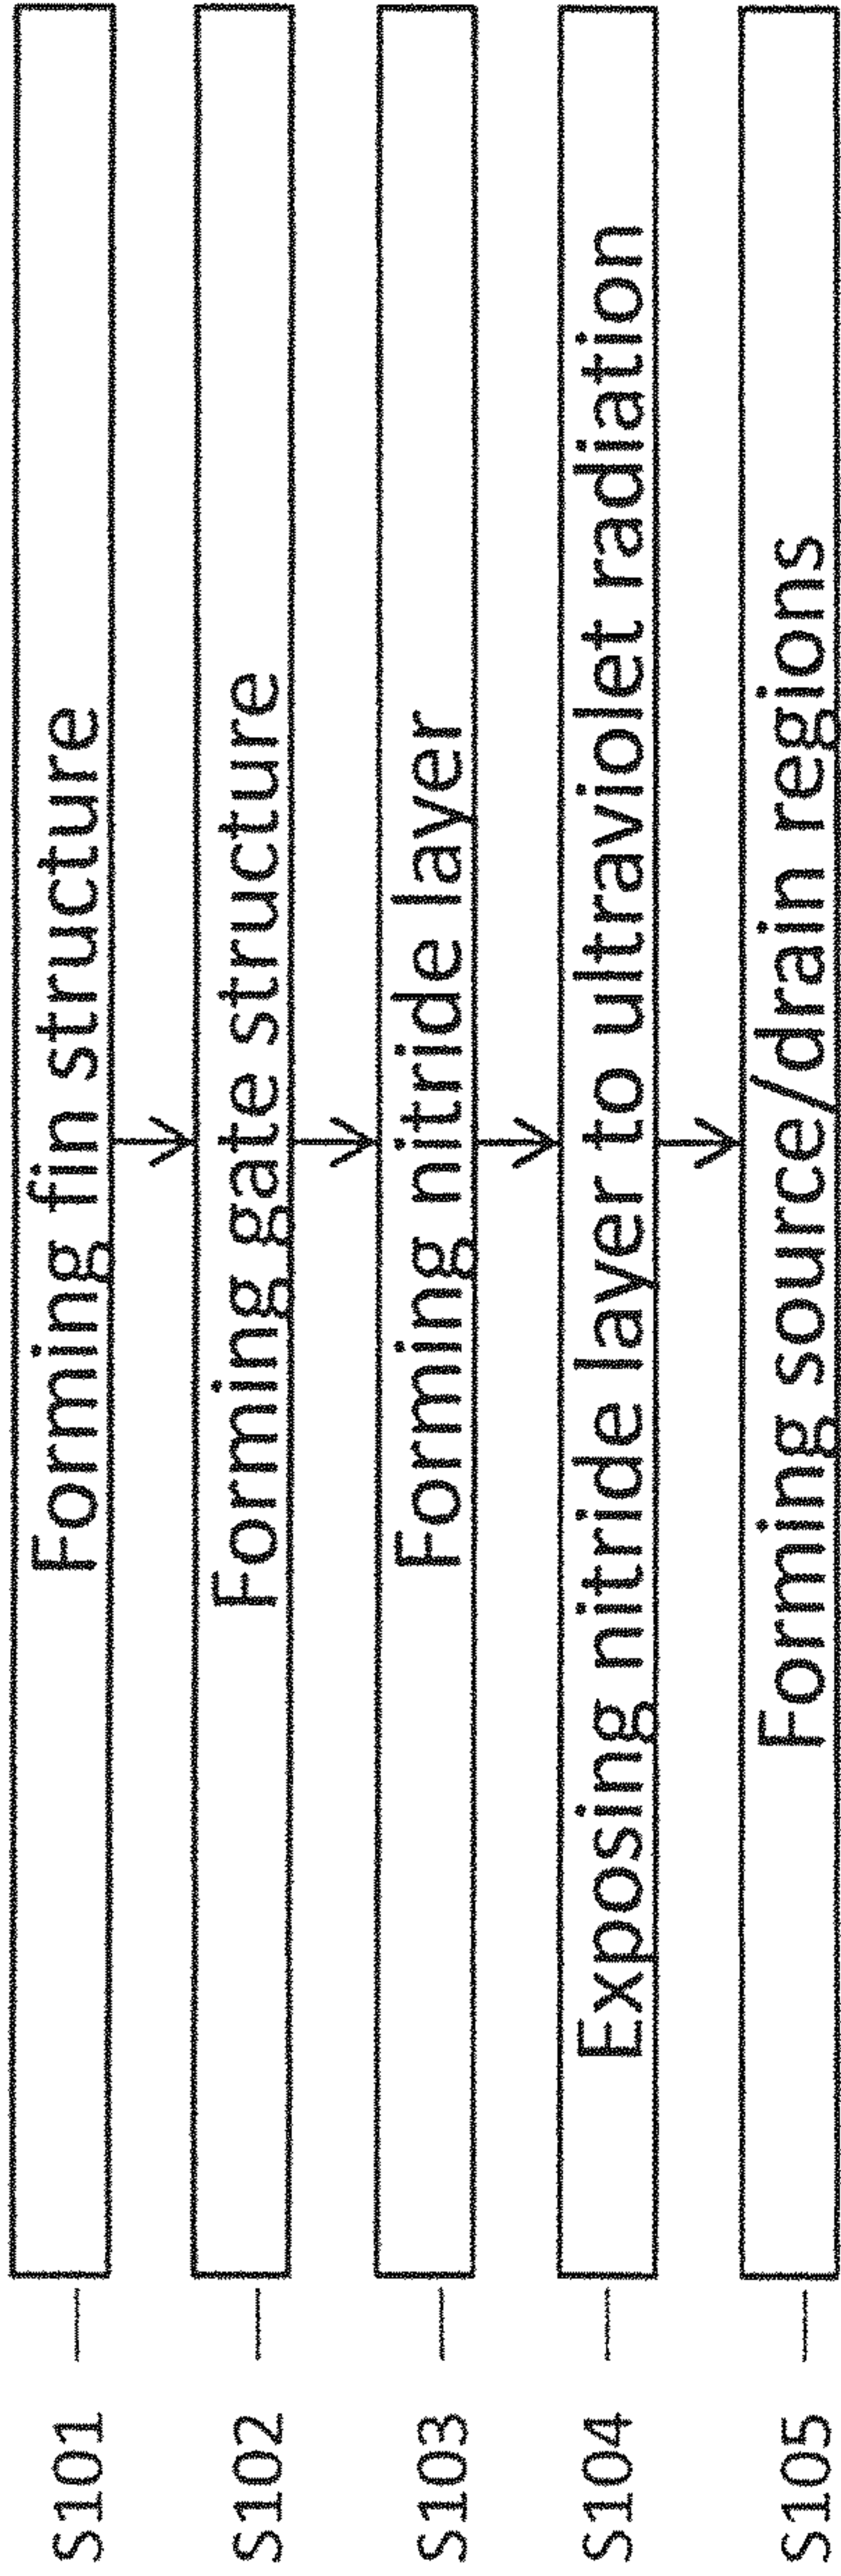 S101 Forming fin structure
S102 Forming gate structure
S103 Forming nitride layer
S104 Exposing nitride layer to ultraviolet radiation
S105 Forming source/drain regions